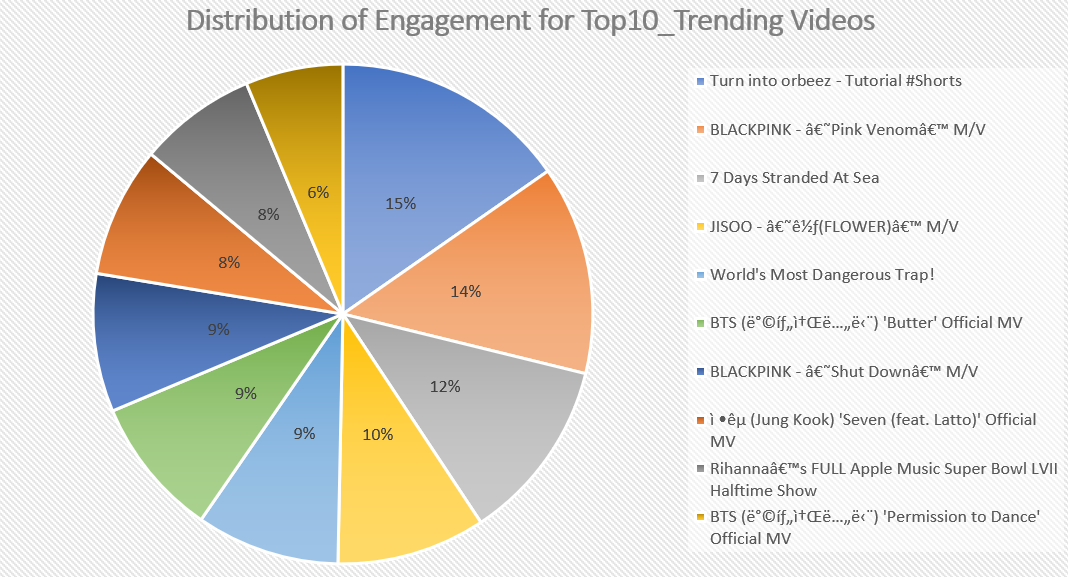 Distribution of Engagement for Top10_Trending Videos
15%
14%
12%
10%
9%
9%
9%
8%
8%
6%
Turn into orbeez - Tutorial #Shorts
BLACKPINK - â€˜Pink Venomâ€™ M/V
7 Days Stranded At Sea
JISOO - â€˜ê½ƒ(FLOWER)â€™ M/V
World's Most Dangerous Trap!
BTS (ë°©íƒ„ì†Œë…„ë‹¨) 'Butter' Official MV
BLACKPINK - â€˜Shut Downâ€™ M/V
ì •êµ­ (Jung Kook) 'Seven (feat. Latto)' Official
MV
Rihannaâ€™s FULL Apple Music Super Bowl LVII
Halftime Show
BTS (ë°©íƒ„ì†Œë…„ë‹¨) 'Permission to Dance'
Official MV